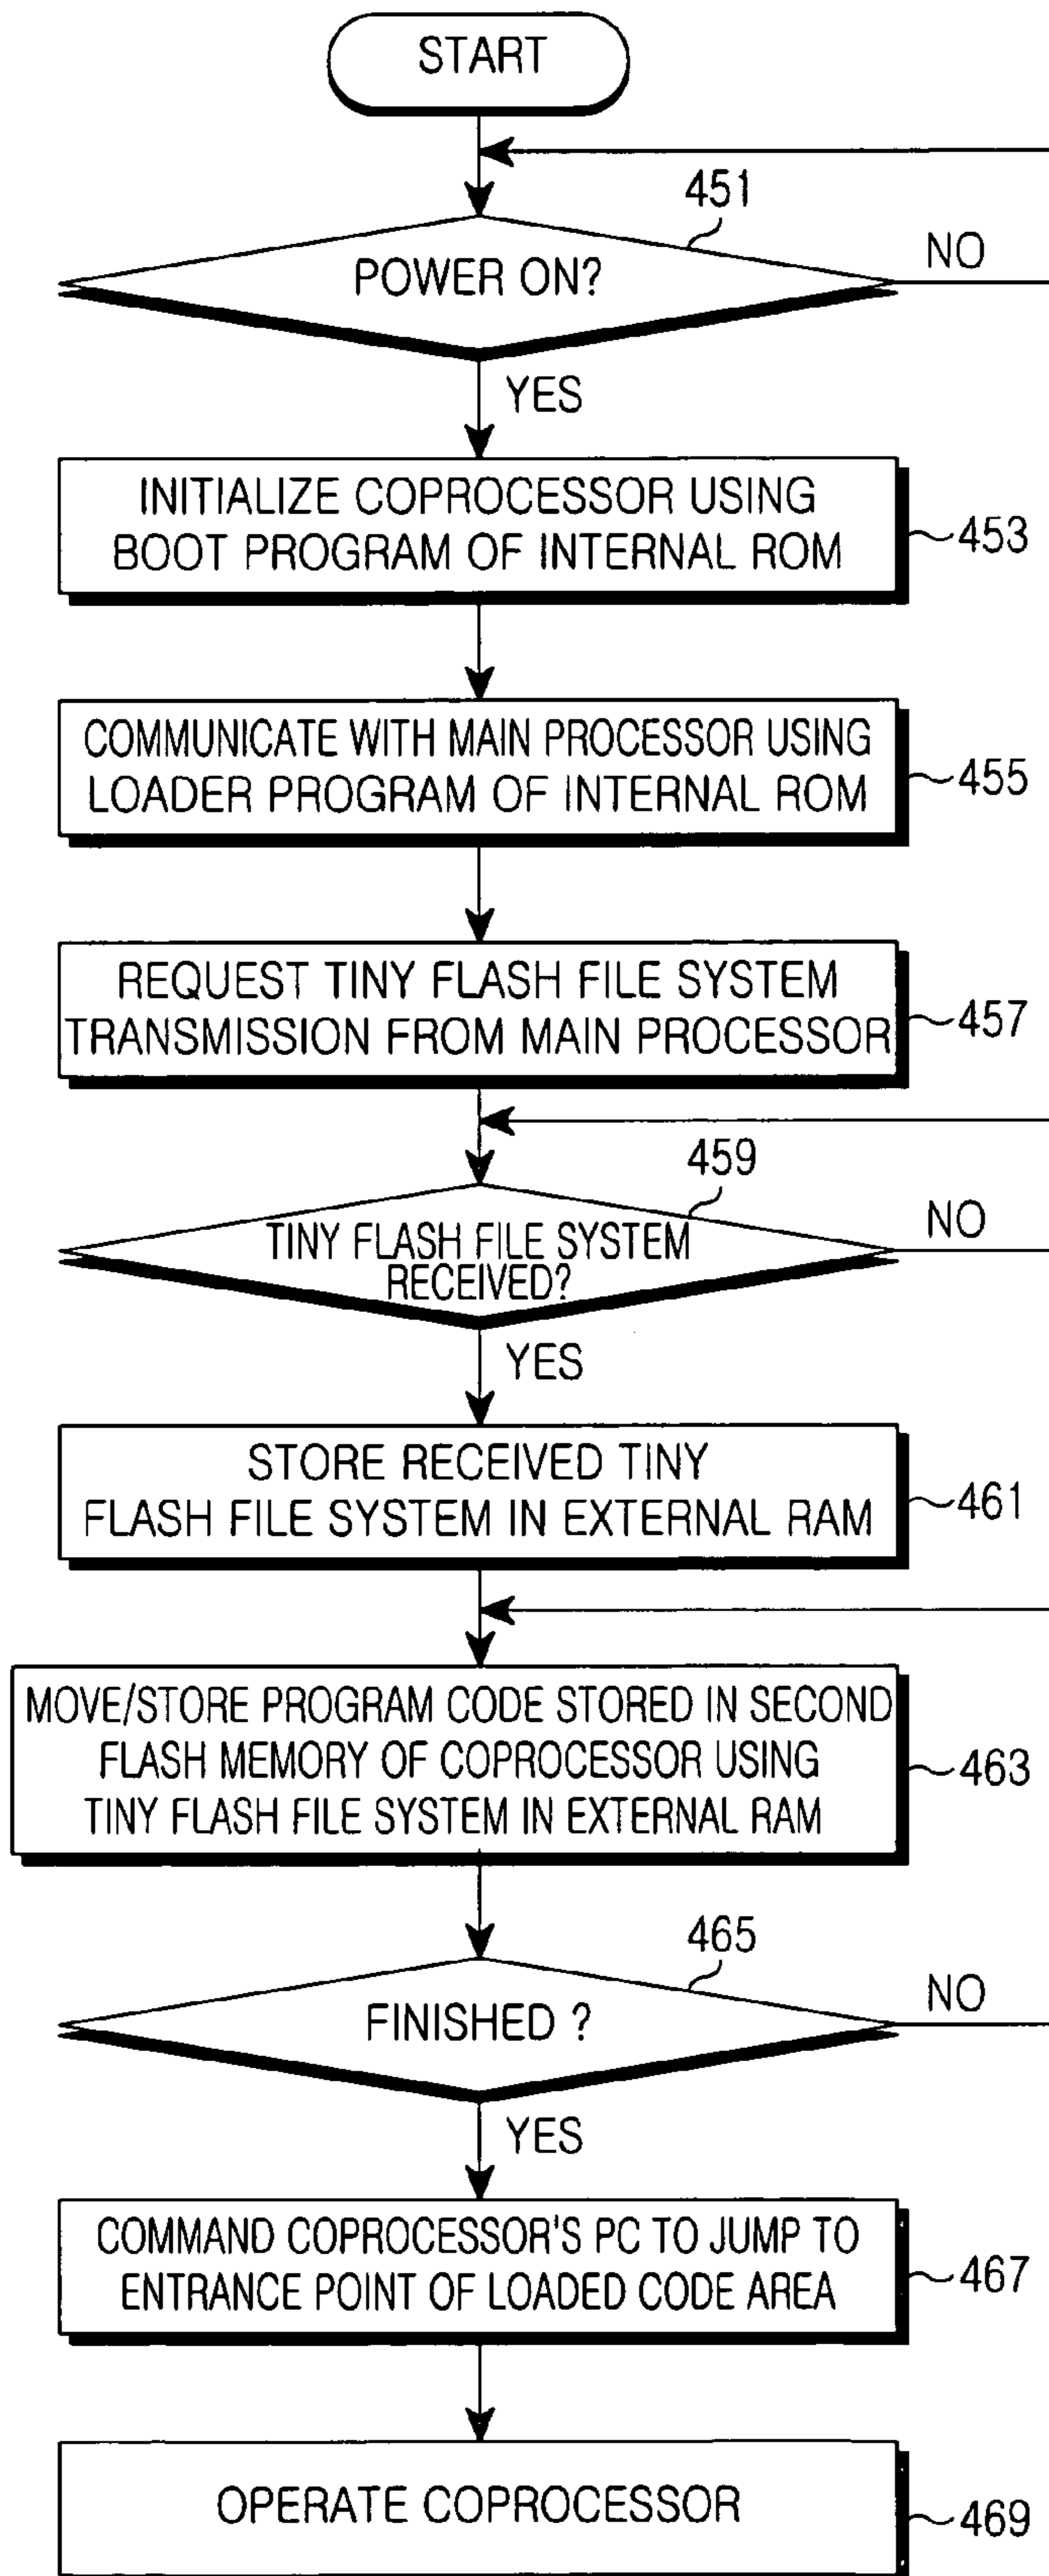 START
451
POWER ON?
NO
YES
INITIALIZE COPROCESSOR USING
BOOT PROGRAM OF INTERNAL ROM
453
COMMUNICATE WITH MAIN PROCESSOR USING
LOADER PROGRAM OF INTERNAL ROM
455
REQUEST TINY FLASH FILE SYSTEM
TRANSMISSION FROM MAIN PROCESSOR
457
459
TINY FLASH FILE SYSTEM
RECEIVED?
NO
YES
STORE RECEIVED TINY
FLASH FILE SYSTEM IN EXTERNAL RAM
461
MOVE/STORE PROGRAM CODE STORED IN SECOND
FLASH MEMORY OF COPROCESSOR USING
TINY FLASH FILE SYSTEM IN EXTERNAL RAM
463
465
FINISHED ?
NO
YES
COMMAND COPROCESSOR'S PC TO JUMP TO
ENTRANCE POINT OF LOADED CODE AREA
467
OPERATE COPROCESSOR
469